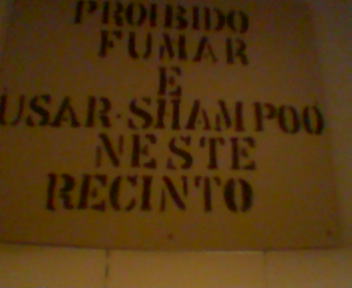 PROIBIDO
FUMAR
E
USAR-SHAMPOO
NESTE
RECINTO